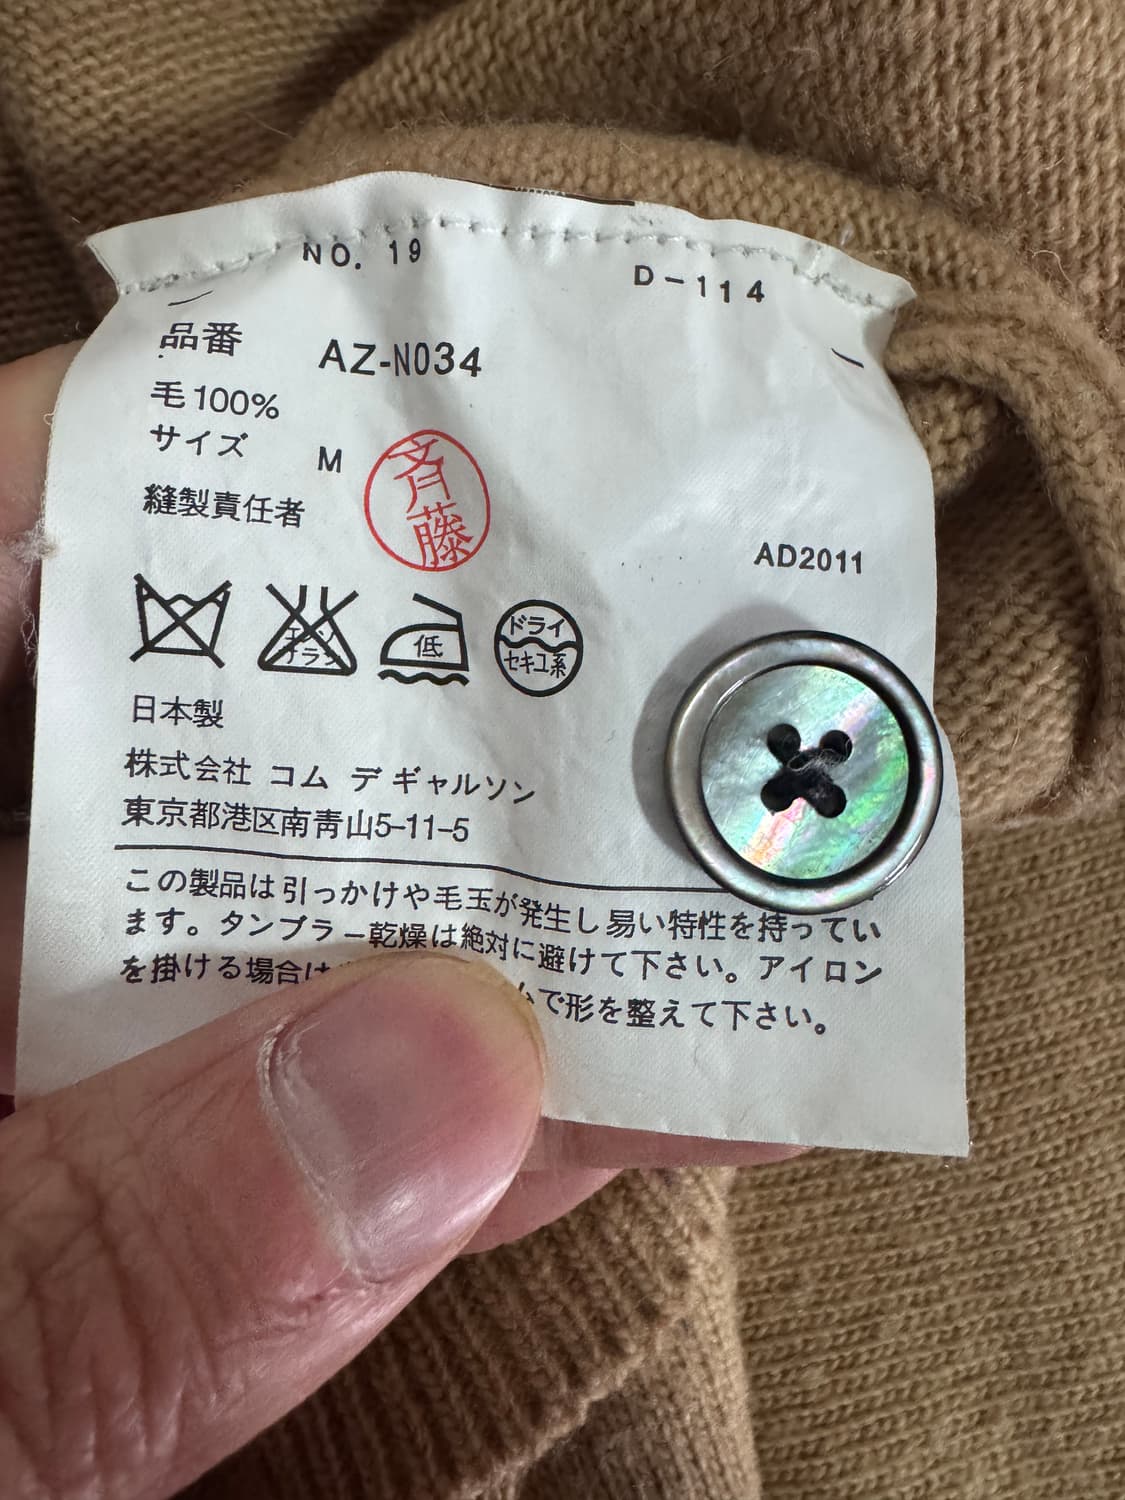 NO. 19
D-114
品番 AZ-N034
毛100%
サイズ M
縫製責任者 斉藤
AD2011
エンソ
チラシ
低
ドライ
セキユ系
日本製
株式会社 コム デ ギャルソン
東京都港区南青山5-11-5
この製品は引っかけや毛玉が発生し易い特性を持ってい
ます。タンブラー乾燥は絶対に避けて下さい。アイロン
を掛ける場合は
で形を整えて下さい。